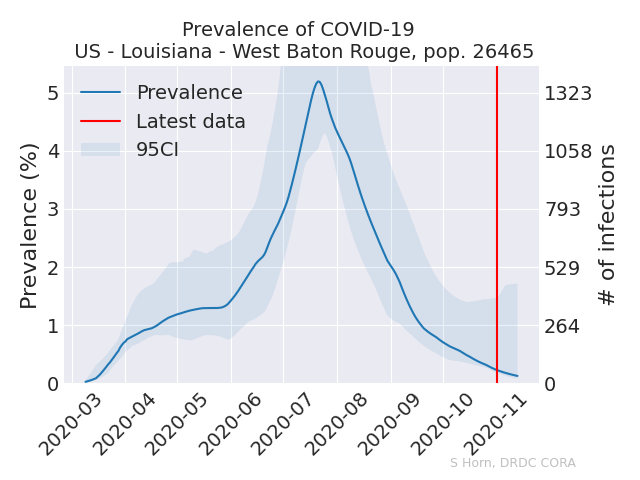 Prevalence of COVID-19
US - Louisiana - West Baton Rouge, pop. 26465
Prevalence
Latest data
95CI
Prevalence (%)
5
4
3
2
1
0
1323
1058
793
529
264
0
# of infections
2020-03
2020-04
2020-05
2020-06
2020-07
2020-08
2020-09
2020-10
2020-11
S Horn, DRDC CORA